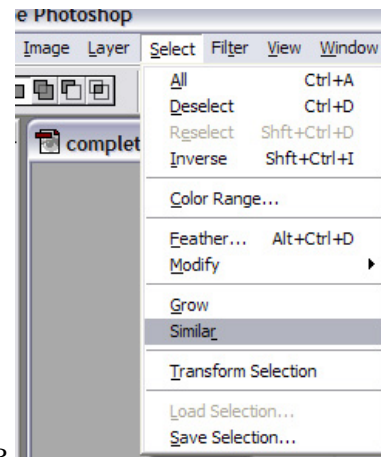 e Photoshop
Image Layer Select Filter View Window
All Ctrl+A
Deselect Ctrl+D
Reselect Shft+Ctrl+D
Inverse Shft+Ctrl+I
complet
Color Range...
Feather... Alt+Ctrl+D
Modify
Grow
Similar
Transform Selection
Load Selection...
Save Selection...